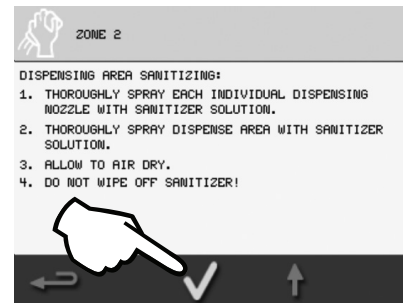 ZONE 2
DISPENSING AREA SANITIZING:
1. THOROUGHLY SPRAY EACH INDIVIDUAL DISPENSING
NOZZLE WITH SANITIZER SOLUTION.
2. THOROUGHLY SPRAY DISPENSE AREA WITH SANITIZER
SOLUTION.
3. ALLOW TO AIR DRY.
4. DO NOT WIPE OFF SANITIZER!